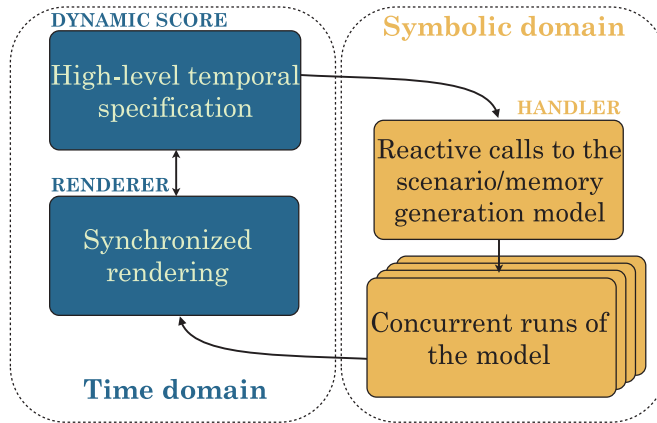 DYNAMIC SCORE
High-level temporal
specification
RENDERER
Synchronized
rendering
Time domain
Symbolic domain
HANDLER
Reactive calls to the
scenario/memory
generation model
Concurrent runs of
the model